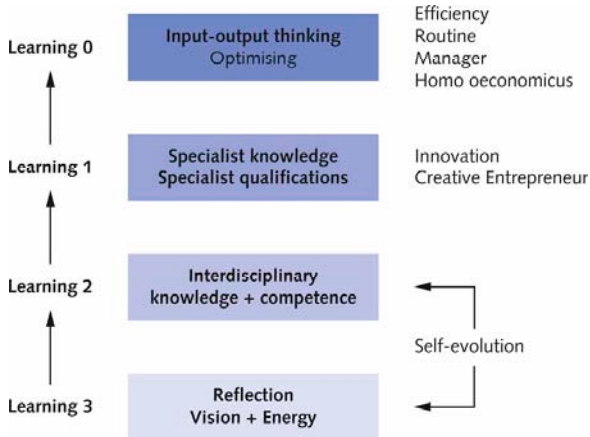 Learning 0
Input-output thinking
Optimising
Efficiency
Routine
Manager
Homo oeconomicus
Learning 1
Specialist knowledge
Specialist qualifications
Innovation
Creative Entrepreneur
Learning 2
Interdisciplinary
knowledge + competence
Self-evolution
Learning 3
Reflection
Vision + Energy